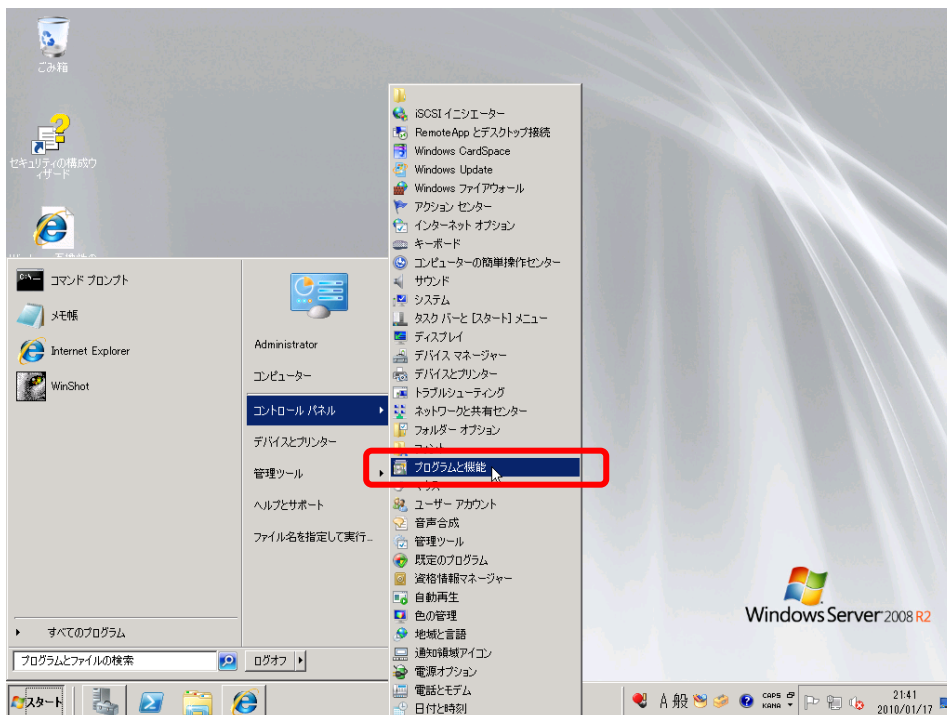 ごみ箱
セキュリティの構成ウ
ィザード
コマンド プロンプト
メモ帳
Internet Explorer
WinShot
すべてのプログラム
プログラムとファイルの検索
Administrator
コンピューター
コントロール パネル
デバイスとプリンター
管理ツール
ヘルプとサポート
ファイル名を指定して実行...
ログオフ
iSCSI イニシエーター
RemoteApp とデスクトップ接続
Windows CardSpace
Windows Update
Windows ファイアウォール
アクション センター
インターネット オプション
キーボード
コンピューターの簡単操作センター
サウンド
システム
タスク バーと [スタート] メニュー
ディスプレイ
デバイス マネージャー
デバイスとプリンター
トラブルシューティング
ネットワークと共有センター
フォルダー オプション
フォント
プログラムと機能
マウス
ユーザー アカウント
音声合成
管理ツール
既定のプログラム
資格情報マネージャー
自動再生
色の管理
地域と言語
通知領域アイコン
電源オプション
電話とモデム
日付と時刻
Windows Server 2008 R2
スタート
A 般
CAPS
KANA
21:41
2010/01/17